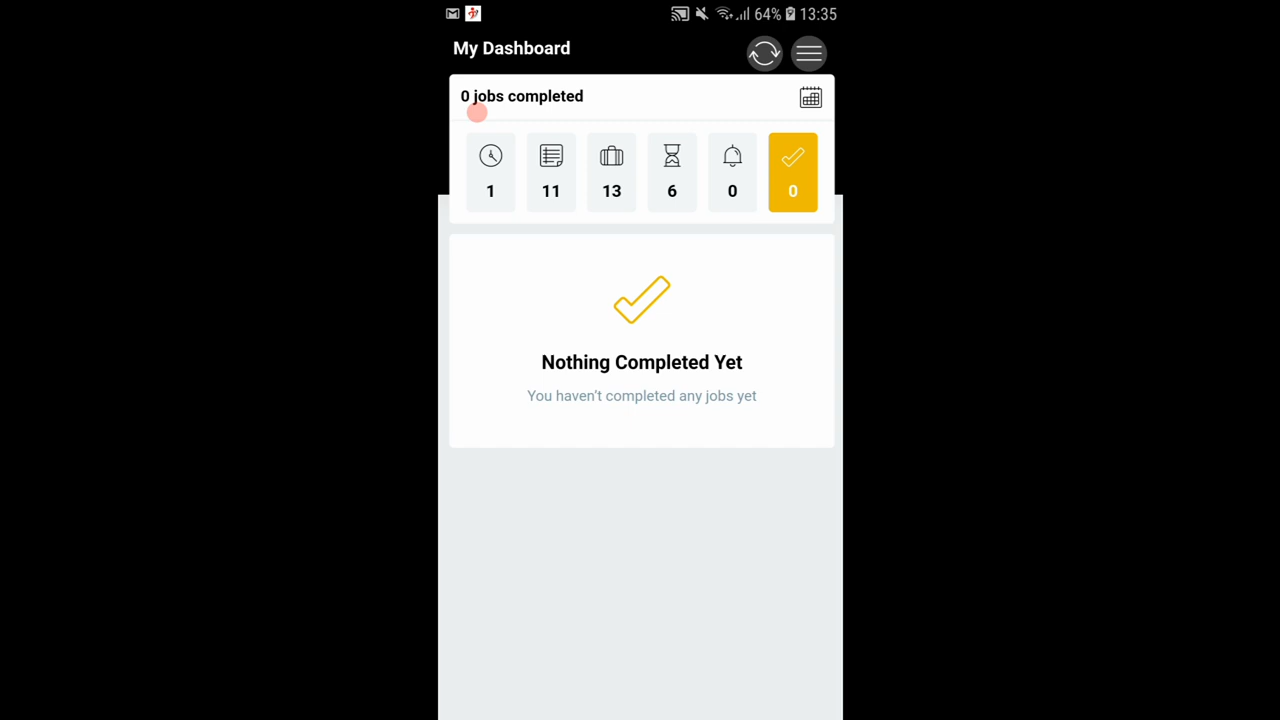 64% 13:35
My Dashboard
0 jobs completed
1 11 13 6 0 0
Nothing Completed Yet
You haven't completed any jobs yet